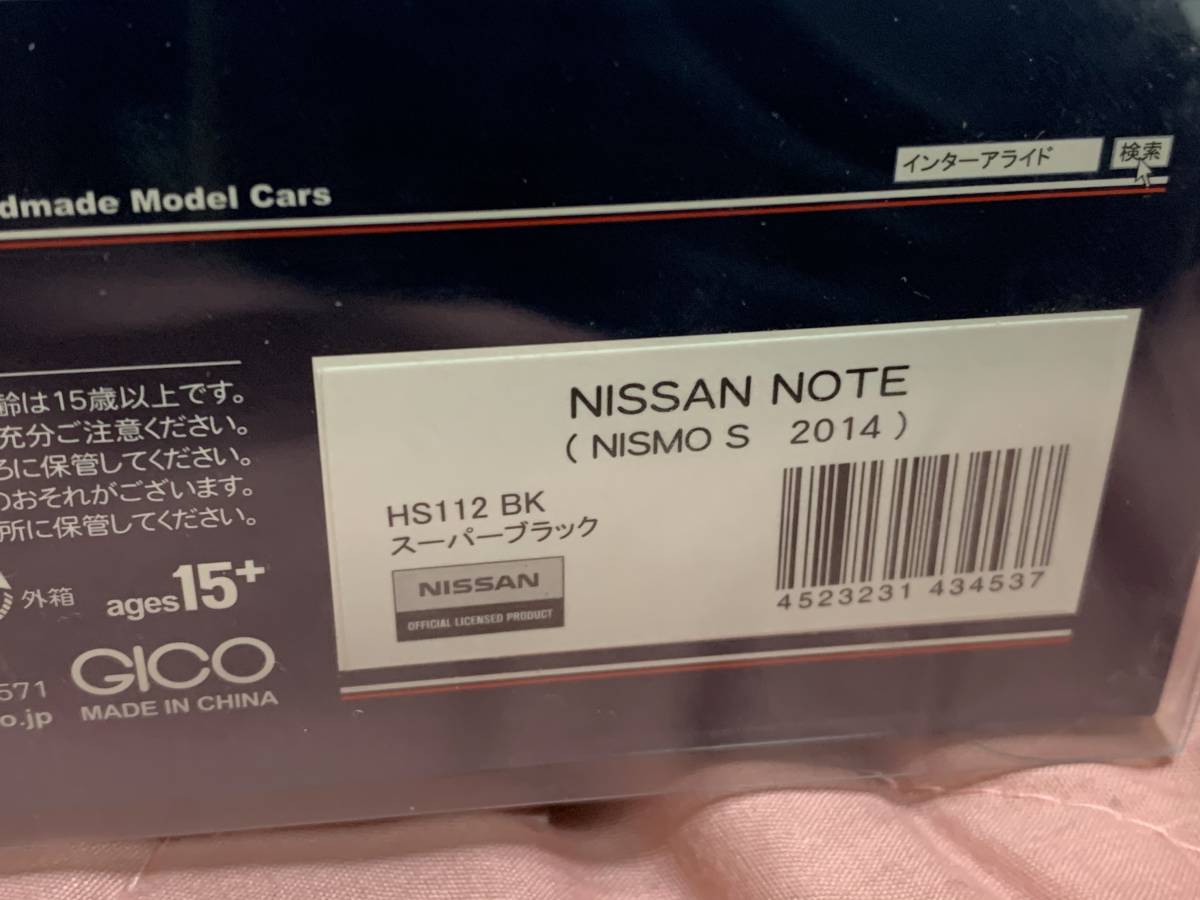 インターアライド 検索
dmade Model Cars
齢は15歳以上です。
充分ご注意ください。
ろに保管してください。
のおそれがございます。
所に保管してください。
外箱
ages15+
571
o.jp
GICO
MADE IN CHINA
NISSAN NOTE
( NISMO S 2014 )
HS112 BK
スーパーブラック
NISSAN
OFFICIAL LICENSED PRODUCT
4523231 434537